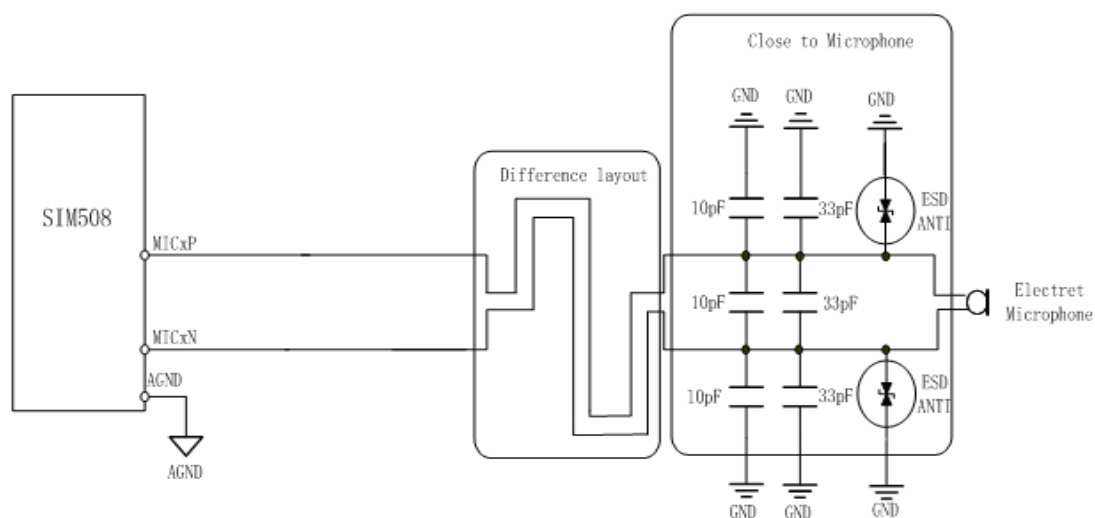 Close to Microphone
GND
GND
GND
Difference layout
SIM508
10pF
33pF
ESD
ANTI
MICxP
10pF
33pF
Electret
Microphone
MICxN
AGND
10pF
33pF
ESD
ANTI
AGND
GND
GND
GND